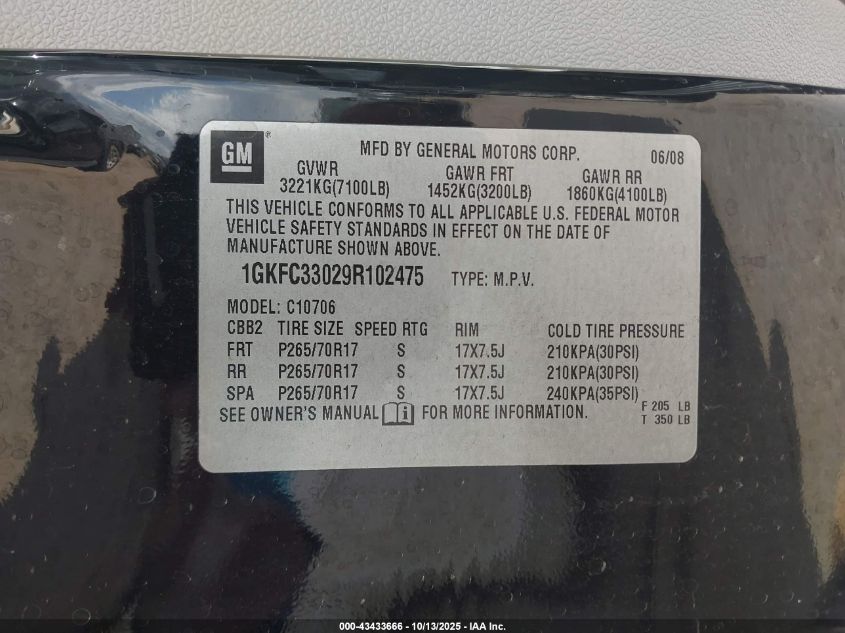 GM ®
MFD BY GENERAL MOTORS CORP. 06/08
GVWR GAWR FRT GAWR RR
3221KG(7100LB) 1452KG(3200LB) 1860KG(4100LB)
THIS VEHICLE CONFORMS TO ALL APPLICABLE U.S. FEDERAL MOTOR
VEHICLE SAFETY STANDARDS IN EFFECT ON THE DATE OF
MANUFACTURE SHOWN ABOVE.
1GKFC33029R102475 TYPE: M.P.V.
MODEL: C10706
CBB2 TIRE SIZE SPEED RTG RIM COLD TIRE PRESSURE
FRT P265/70R17 S 17X7.5J 210KPA(30PSI)
RR P265/70R17 S 17X7.5J 210KPA(30PSI)
SPA P265/70R17 S 17X7.5J 240KPA(35PSI)
SEE OWNER'S MANUAL FOR MORE INFORMATION.
F 205 LB
T 350 LB
000-43433666 - 10/13/2025 - IAA Inc.